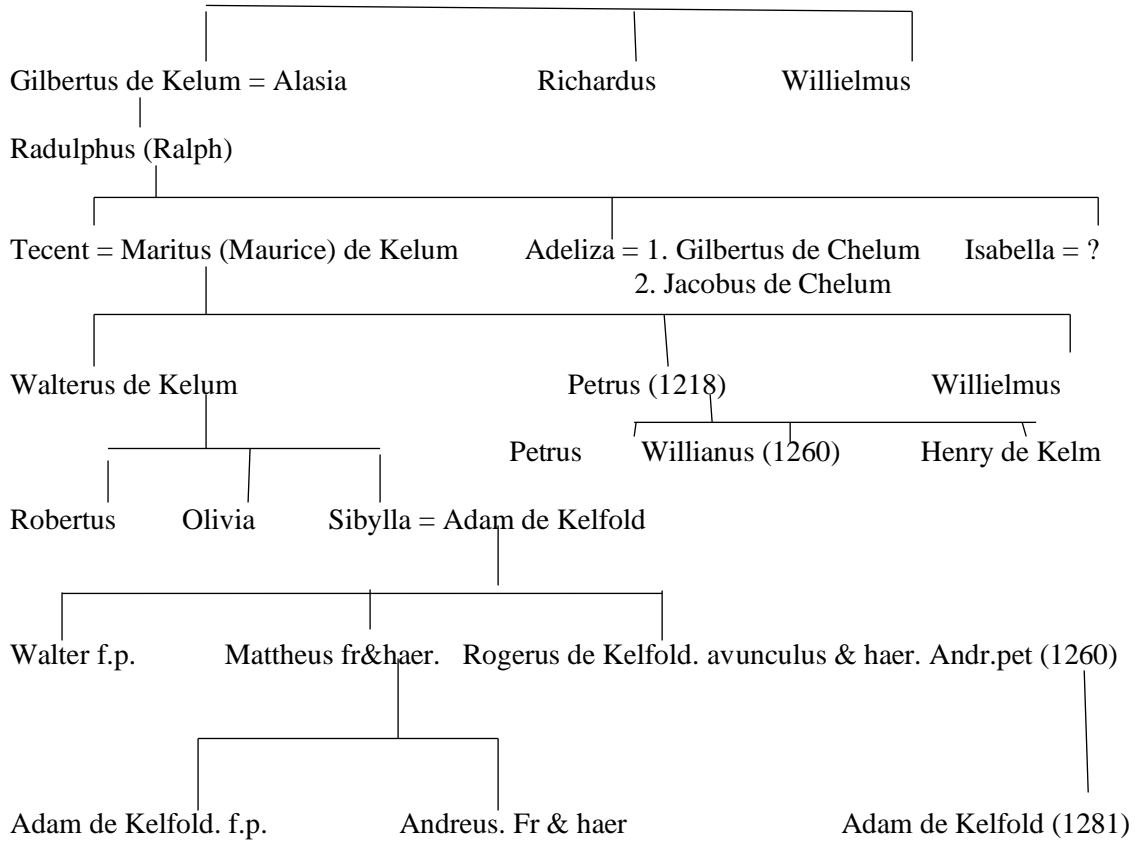 Gilbertus de Kelum = Alasia Richardus Willielmus
Radulphus (Ralph)
Tecent = Maritus (Maurice) de Kelum Adeliza = 1. Gilbertus de Chelum Isabella = ?
2. Jacobus de Chelum
Walterus de Kelum Petrus (1218) Willielmus
Petrus Willianus (1260) Henry de Kelm
Robertus Olivia Sibylla = Adam de Kelfold
Walter f.p. Mattheus fr&haer. Rogerus de Kelfold. avunculus & haer. Andr.pet (1260)
Adam de Kelfold. f.p. Andreus. Fr & haer Adam de Kelfold (1281)